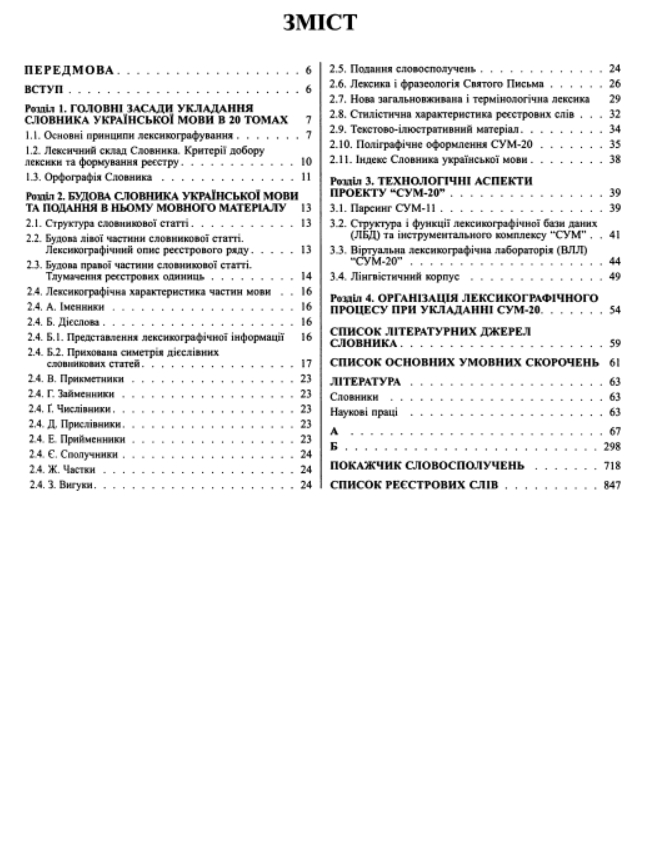 ЗМІСТ
ПЕРЕДМОВА . . . . . . . . . . . . . . . . . . . . 6
ВСТУП . . . . . . . . . . . . . . . . . . . . . . . . 6
Розділ 1. ГОЛОВНІ ЗАСАДИ УКЛАДАННЯ
СЛОВНИКА УКРАЇНСЬКОЇ МОВИ В 20 ТОМАХ 7
1.1. Основні принципи лексикографування . . . . . . 7
1.2. Лексичний склад Словника. Критерії добору
лексики та формування реєстру . . . . . . . . . . . . 10
1.3. Орфографія Словника . . . . . . . . . . . . . . 11
Розділ 2. БУДОВА СЛОВНИКА УКРАЇНСЬКОЇ МОВИ
ТА ПОДАННЯ В НЬОМУ МОВНОГО МАТЕРІАЛУ 13
2.1. Структура словникової статті . . . . . . . . . . . 13
2.2. Будова лівої частини словникової статті.
Лексикографічний опис реєстрового ряду . . . . . 13
2.3. Будова правої частини словникової статті.
Тлумачення реєстрових одиниць . . . . . . . . . 14
2.4. Лексикографічна характеристика частин мови . . 16
2.4. А. Іменники . . . . . . . . . . . . . . . . . . . 16
2.4. Б. Дієслова . . . . . . . . . . . . . . . . . . . 16
2.4. Б.1. Представлення лексикографічної інформації 16
2.4. Б.2. Прихована симетрія дієслівних
словникових статей . . . . . . . . . . . . . . . . 17
2.4. В. Прикметники . . . . . . . . . . . . . . . . . 23
2.4. Г. Займенники . . . . . . . . . . . . . . . . . . 23
2.4. Ґ. Числівники . . . . . . . . . . . . . . . . . . 23
2.4. Д. Прислівники . . . . . . . . . . . . . . . . . 23
2.4. Е. Прийменники . . . . . . . . . . . . . . . . . 23
2.4. Є. Сполучники . . . . . . . . . . . . . . . . . . 24
2.4. Ж. Частки . . . . . . . . . . . . . . . . . . . . 24
2.4. З. Вигуки . . . . . . . . . . . . . . . . . . . . 24
2.5. Подання словосполучень . . . . . . . . . . . . 24
2.6. Лексика і фразеологія Святого Письма . . . . . . 26
2.7. Нова загальновживана і термінологічна лексика 29
2.8. Стилістична характеристика реєстрових слів . . . 32
2.9. Текстово-ілюстративний матеріал . . . . . . . . 34
2.10. Поліграфічне оформлення СУМ-20 . . . . . . . 35
2.11. Індекс Словника української мови . . . . . . . 38
Розділ 3. ТЕХНОЛОГІЧНІ АСПЕКТИ
ПРОЕКТУ “СУМ-20” . . . . . . . . . . . . . . . 39
3.1. Парсинг СУМ-11 . . . . . . . . . . . . . . . . 39
3.2. Структура і функції лексикографічної бази даних
(ЛБД) та інструментального комплексу “СУМ” . . 41
3.3. Віртуальна лексикографічна лабораторія (ВЛЛ)
“СУМ-20” . . . . . . . . . . . . . . . . . . . 44
3.4. Лінгвістичний корпус . . . . . . . . . . . . . . 49
Розділ 4. ОРГАНІЗАЦІЯ ЛЕКСИКОГРАФІЧНОГО
ПРОЦЕСУ ПРИ УКЛАДАННІ СУМ-20 . . . . . . . 54
СПИСОК ЛІТЕРАТУРНИХ ДЖЕРЕЛ
СЛОВНИКА . . . . . . . . . . . . . . . . . . . . 59
СПИСОК ОСНОВНИХ УМОВНИХ СКОРОЧЕНЬ 61
ЛІТЕРАТУРА . . . . . . . . . . . . . . . . . . . 63
Словники . . . . . . . . . . . . . . . . . . . . . 63
Наукові праці . . . . . . . . . . . . . . . . . . . 63
А . . . . . . . . . . . . . . . . . . . . . . . . . 67
Б . . . . . . . . . . . . . . . . . . . . . . . . . 298
ПОКАЖЧИК СЛОВОСПОЛУЧЕНЬ . . . . . . . 718
СПИСОК РЕЄСТРОВИХ СЛІВ . . . . . . . . . . 847